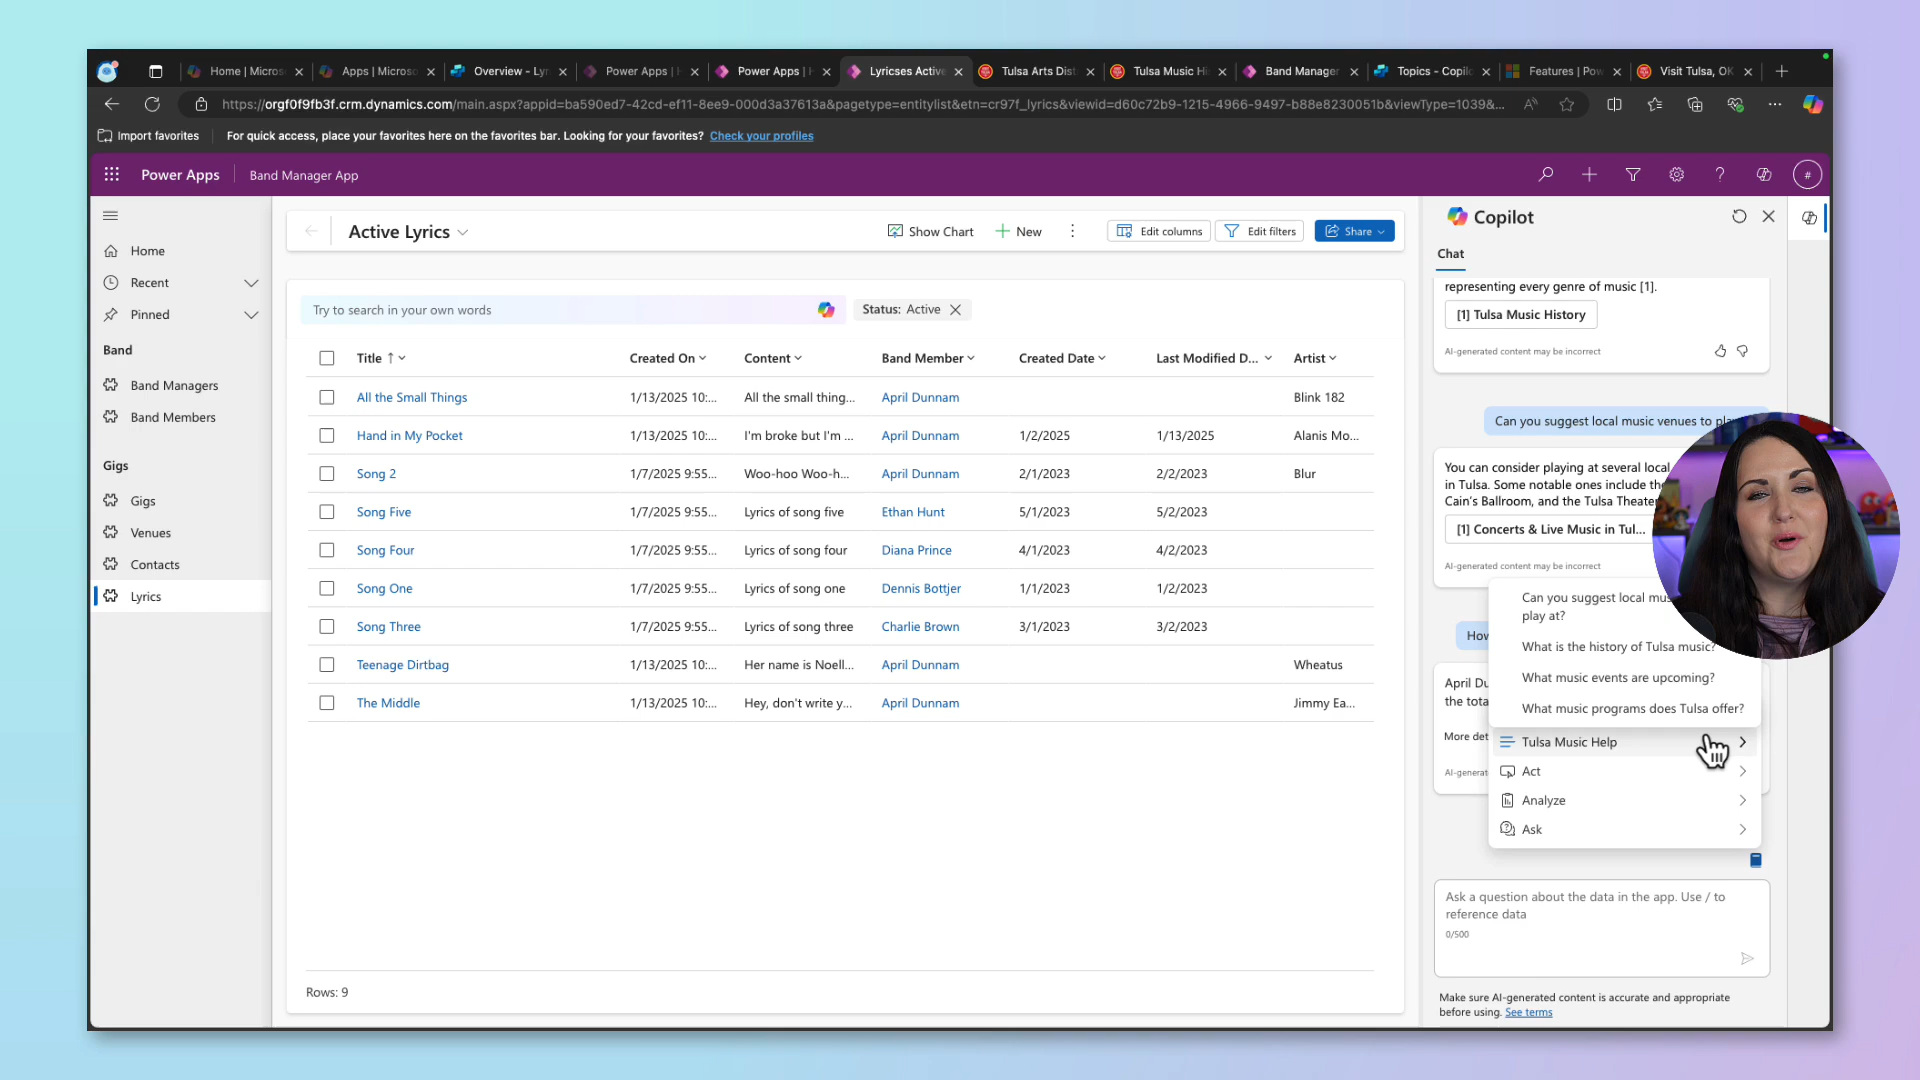 Home | Micros
Apps | Microso
Overview - Lyr
Power Apps | H
Power Apps | H
Lyricses Active
Tulsa Arts Dist
Tulsa Music Hi
Band Manager
Topics - Copil
Features | Pow
Visit Tulsa, OK
https://orgf0f9fb3f.crm.dynamics.com/main.aspx?appid=ba590ed7-42cd-ef11-8ee9-000d3a37613a&pagetype=entitylist&etn=cr97f_lyrics&viewid=d60c72b9-1215-4966-9497-b88e8230051b&viewType=1039&...
Import favorites
For quick access, place your favorites here on the favorites bar. Looking for your favorites? Check your profiles
Power Apps
Band Manager App
#
Home
Recent
Pinned
Band
Band Managers
Band Members
Gigs
Gigs
Venues
Contacts
Lyrics
Active Lyrics
Show Chart
New
Edit columns
Edit filters
Share
Try to search in your own words
Status: Active
Title ↑ Created On Content Band Member Created Date Last Modified D... Artist
All the Small Things 1/13/2025 10:... All the small thing... April Dunnam Blink 182
Hand in My Pocket 1/13/2025 10:... I'm broke but I'm ... April Dunnam 1/2/2025 1/13/2025 Alanis Mo...
Song 2 1/7/2025 9:55... Woo-hoo Woo-h... April Dunnam 2/1/2023 2/2/2023 Blur
Song Five 1/7/2025 9:55... Lyrics of song five Ethan Hunt 5/1/2023 5/2/2023
Song Four 1/7/2025 9:55... Lyrics of song four Diana Prince 4/1/2023 4/2/2023
Song One 1/7/2025 9:55... Lyrics of song one Dennis Bottjer 1/1/2023 1/2/2023
Song Three 1/7/2025 9:55... Lyrics of song three Charlie Brown 3/1/2023 3/2/2023
Teenage Dirtbag 1/13/2025 10:... Her name is Noell... April Dunnam Wheatus
The Middle 1/13/2025 10:... Hey, don't write y... April Dunnam Jimmy Ea...
Rows: 9
Copilot
Chat
representing every genre of music [1].
[1] Tulsa Music History
AI-generated content may be incorrect
Can you suggest local music venues to pla
You can consider playing at several local
in Tulsa. Some notable ones include the
Cain's Ballroom, and the Tulsa Theater
[1] Concerts & Live Music in Tul...
AI-generated content may be incorrect
How
April Du
the tota
More det
AI-generat
Can you suggest local mus
play at?
What is the history of Tulsa music?
What music events are upcoming?
What music programs does Tulsa offer?
Tulsa Music Help
Act
Analyze
Ask
Ask a question about the data in the app. Use / to
reference data
0/500
Make sure AI-generated content is accurate and appropriate
before using. See terms